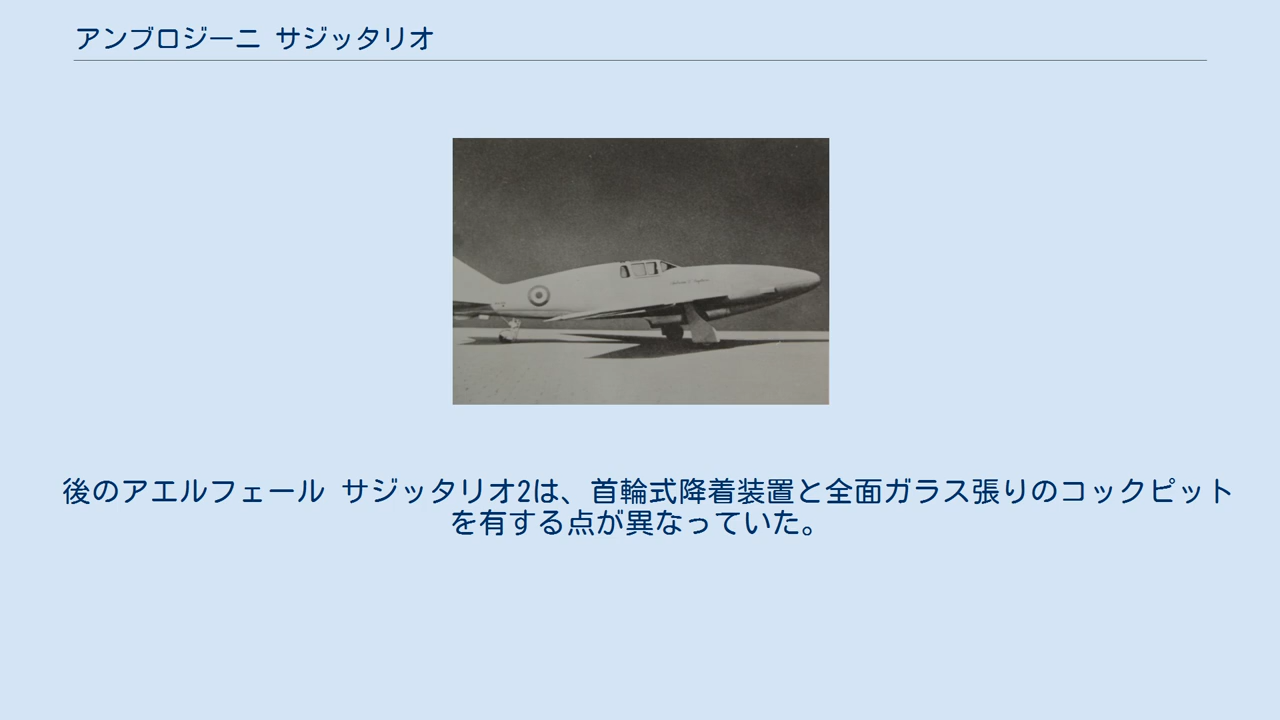 アンブロジーニ サジッタリオ
後のアエルフェール サジッタリオ2は、首輪式降着装置と全面ガラス張りのコックピット
を有する点が異なっていた。